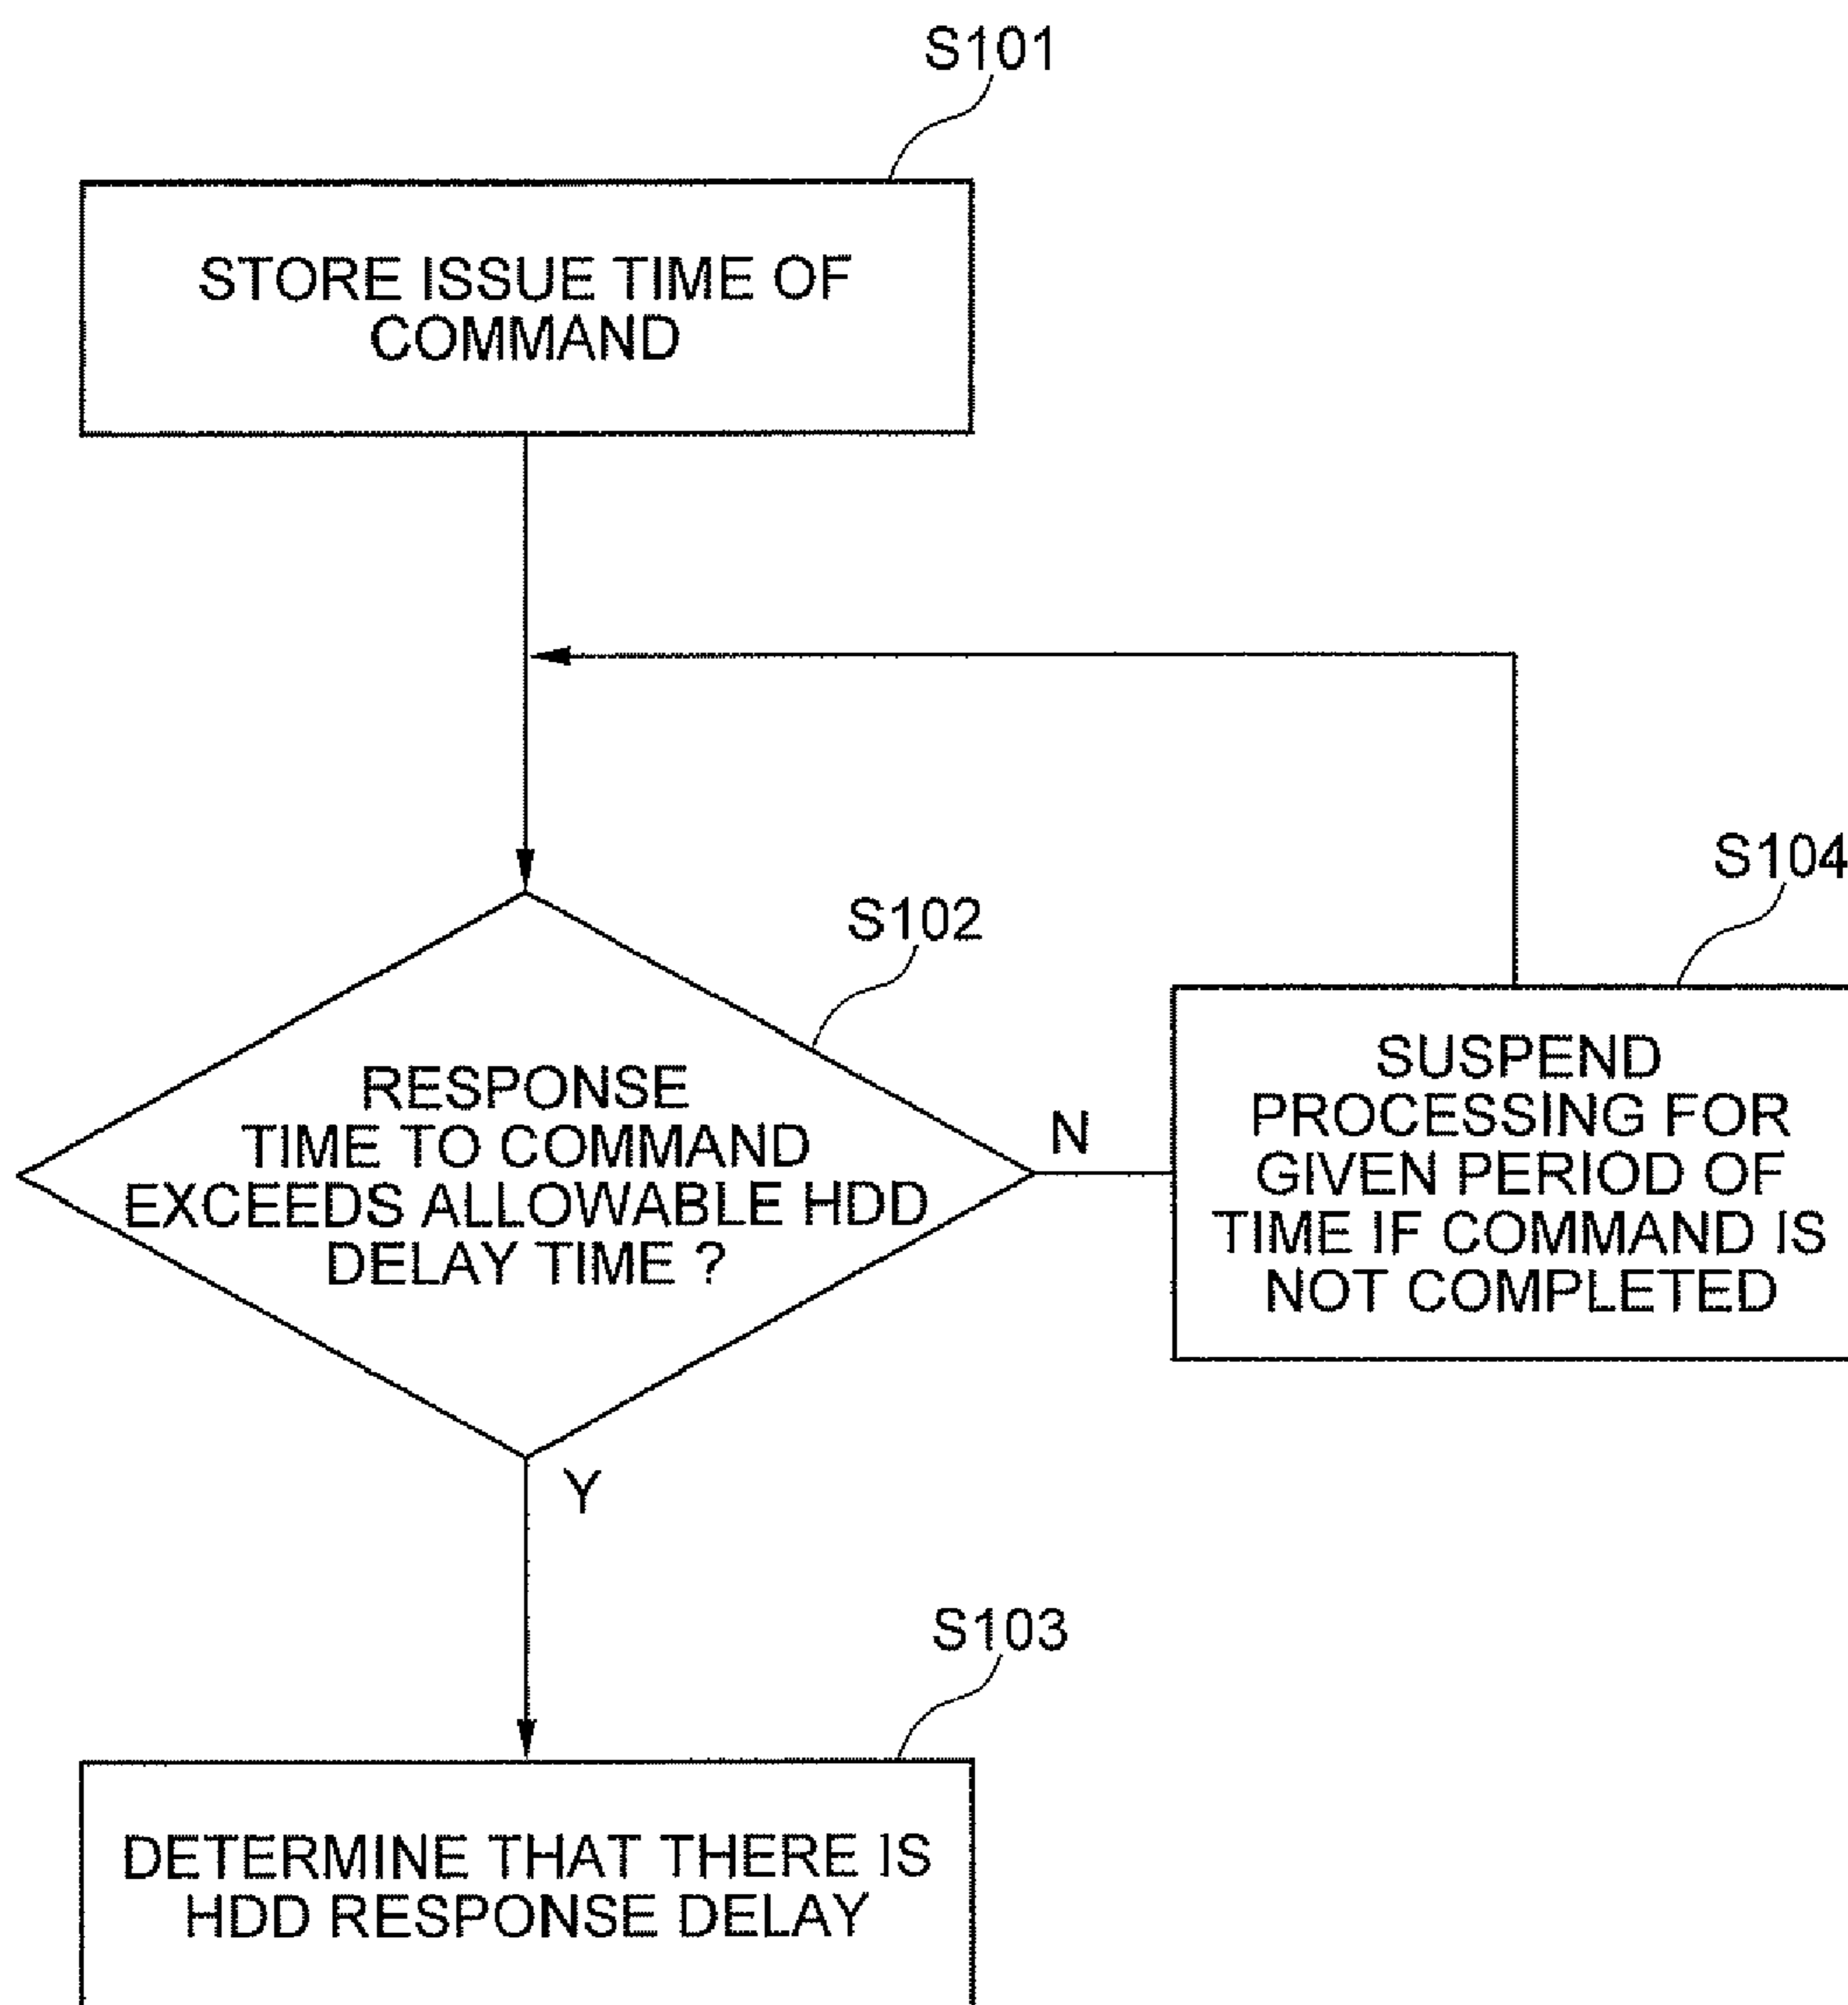 S101
STORE ISSUE TIME OF
COMMAND
S102
RESPONSE
TIME TO COMMAND
EXCEEDS ALLOWABLE HDD
DELAY TIME ?
N
S104
SUSPEND
PROCESSING FOR
GIVEN PERIOD OF
TIME IF COMMAND IS
NOT COMPLETED
Y
S103
DETERMINE THAT THERE IS
HDD RESPONSE DELAY